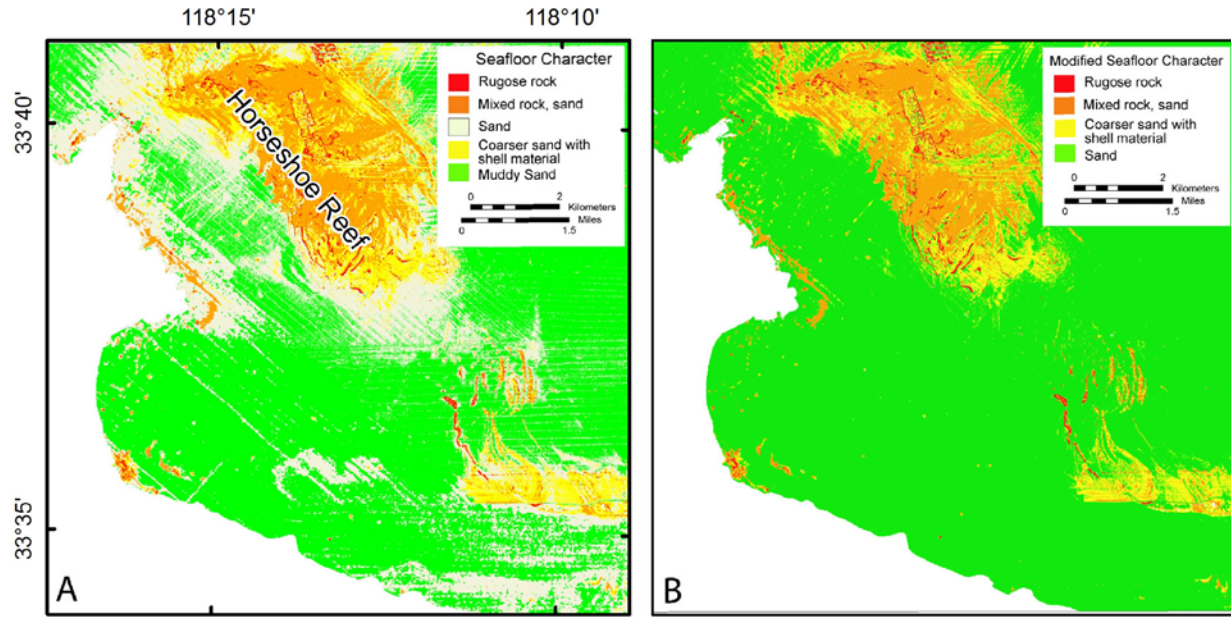 118°15'
118°10'
33°40'
33°35'
Seafloor Character
Rugose rock
Mixed rock, sand
Sand
Coarser sand with
shell material
Muddy Sand
0 2
Kilometers
Miles
0 1.5
Horseshoe Reef
A
Modified Seafloor Character
Rugose rock
Mixed rock, sand
Coarser sand with
shell material
Sand
0 2
Kilometers
Miles
0 1.5
B